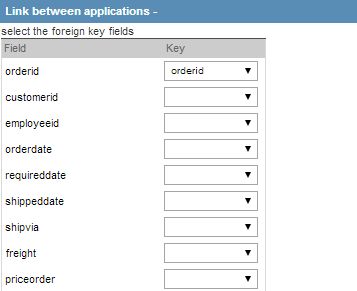 Link between applications -
select the foreign key fields
Field Key
orderid orderid
customerid
employeeid
orderdate
requireddate
shippeddate
shipvia
freight
priceorder